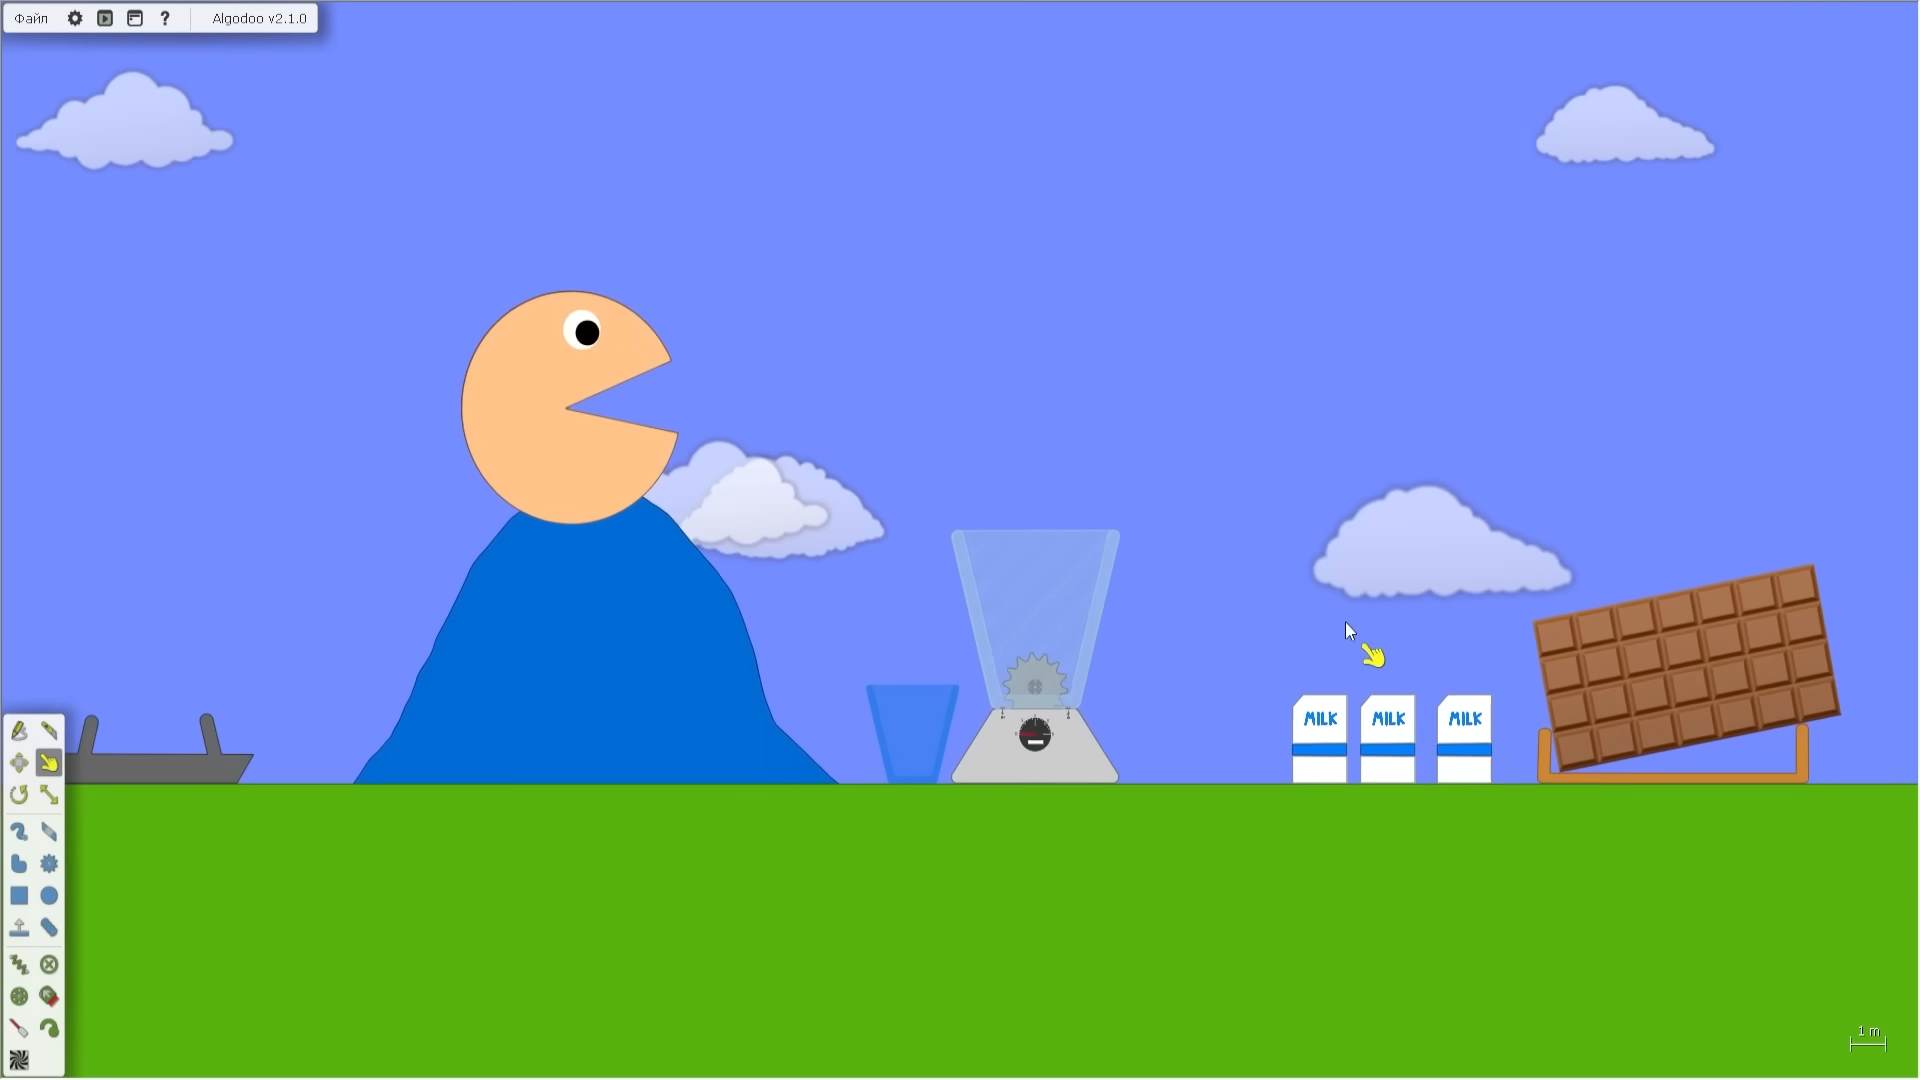 Файл ? Algodoo v2.1.0
MILK MILK MILK
1 m